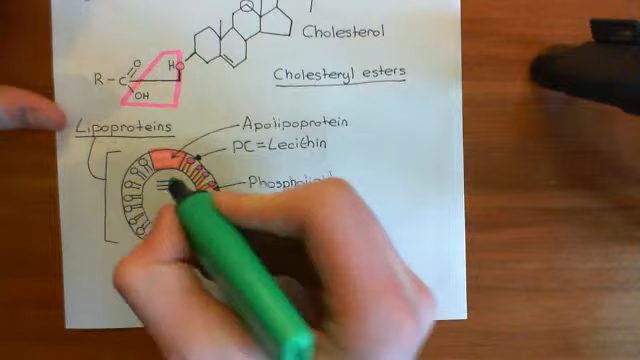 Cholesterol
R-C
O
OH
HO
Cholesteryl esters
Lipoproteins
Apolipoprotein
PC=Lecithin